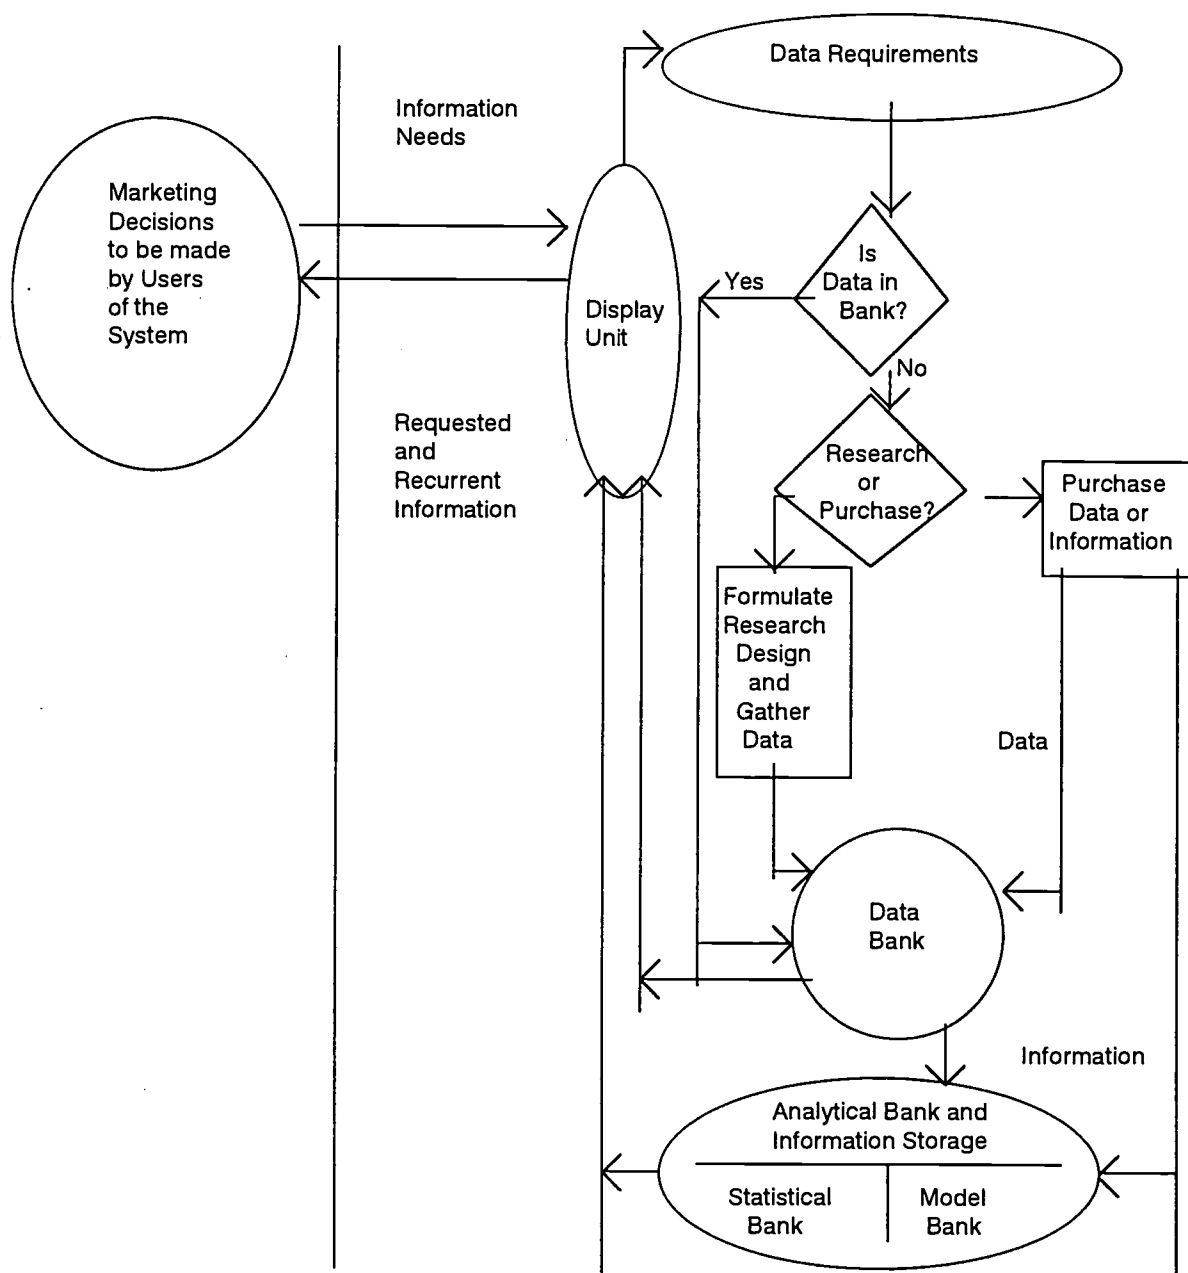 Data Requirements
Information
Needs
Marketing
Decisions
to be made
by Users
of the
System
Is
Data in
Bank?
Yes
Display
Unit
No
Requested
and
Recurrent
Information
Research
or
Purchase?
Purchase
Data or
Information
Formulate
Research
Design
and
Gather
Data
Data
Data
Bank
Information
Analytical Bank and
Information Storage
Statistical
Bank
Model
Bank